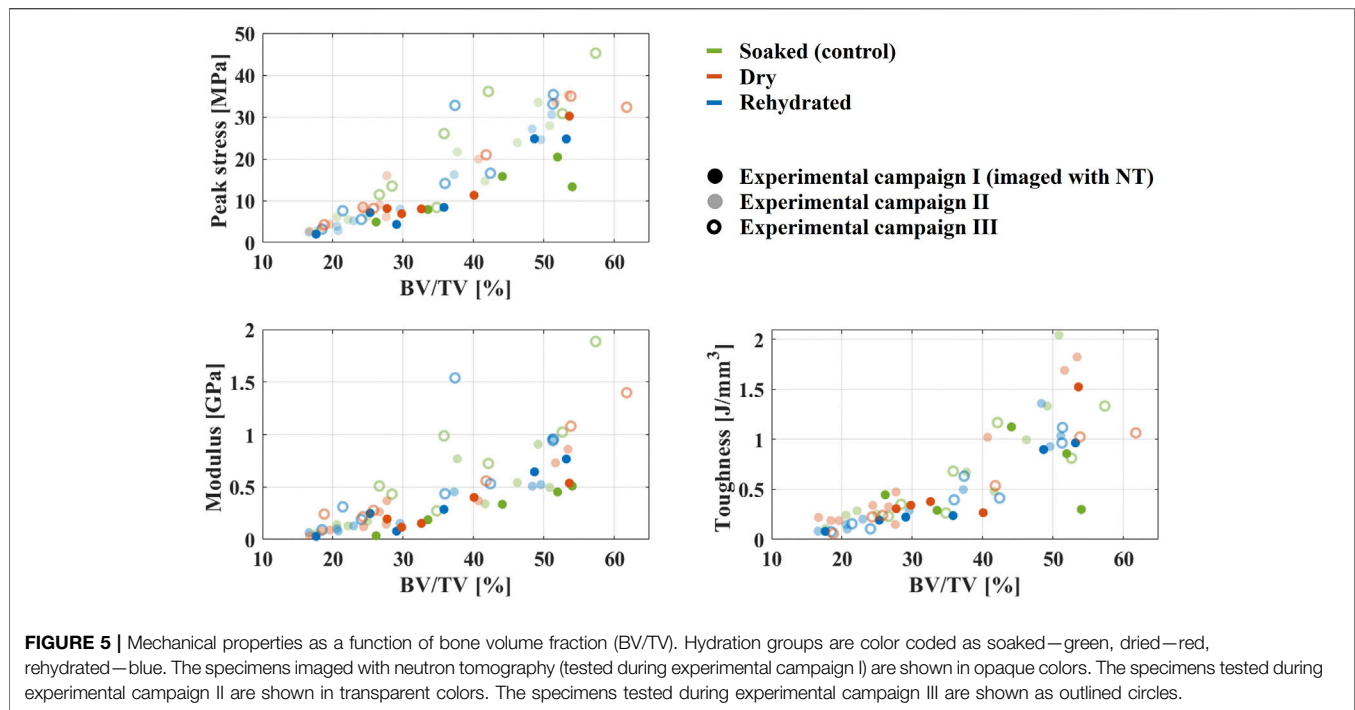 50
40
30
20
10
0
Peak stress [MPa]
10 20 30 40 50 60
BV/TV [%]
Soaked (control)
Dry
Rehydrated
Experimental campaign I (imaged with NT)
Experimental campaign II
Experimental campaign III
2
1.5
1
0.5
0
Modulus [GPa]
10 20 30 40 50 60
BV/TV [%]
2
1.5
1
0.5
0
Toughness [J/mm³]
10 20 30 40 50 60
BV/TV [%]
FIGURE 5 | Mechanical properties as a function of bone volume fraction (BV/TV). Hydration groups are color coded as soaked—green, dried—red,
rehydrated—blue. The specimens imaged with neutron tomography (tested during experimental campaign I) are shown in opaque colors. The specimens tested during
experimental campaign II are shown in transparent colors. The specimens tested during experimental campaign III are shown as outlined circles.